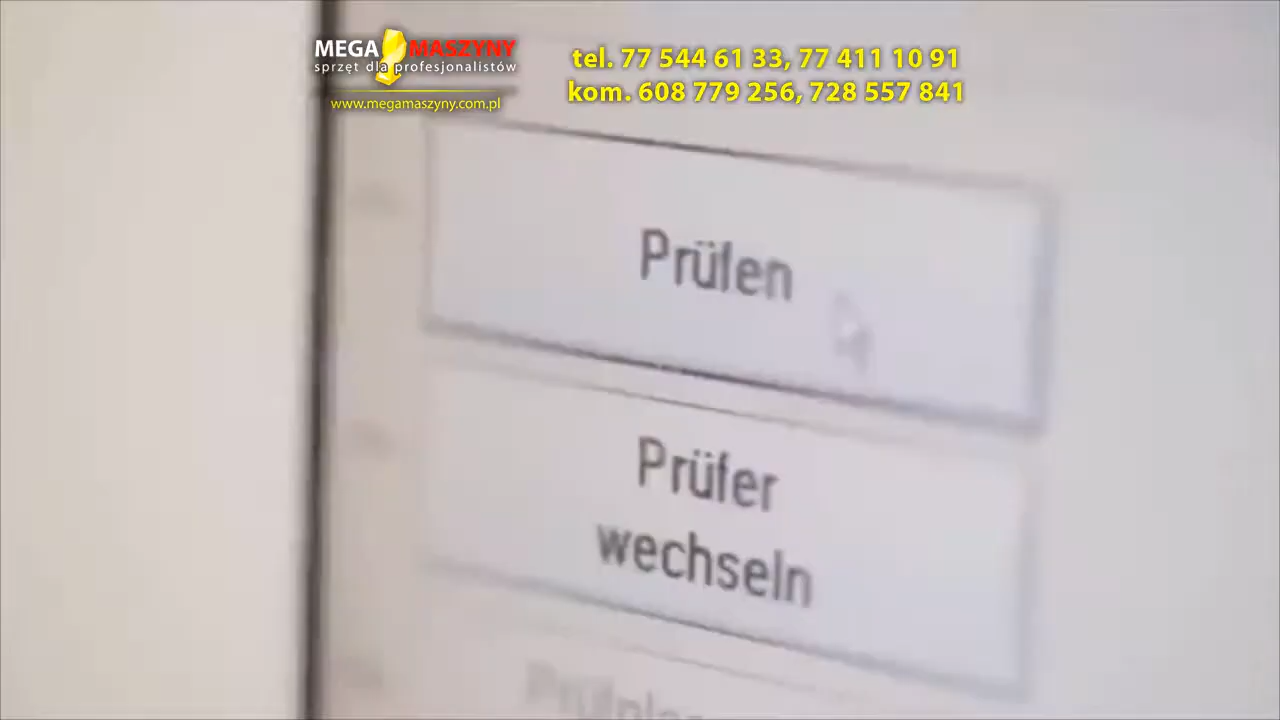 MEGA MASZYNY
sprzęt dla profesjonalistów
www.megamaszyny.com.pl
tel. 77 544 61 33, 77 411 10 91
kom. 608 779 256, 728 557 841
Prüfen
Prüfer
wechseln